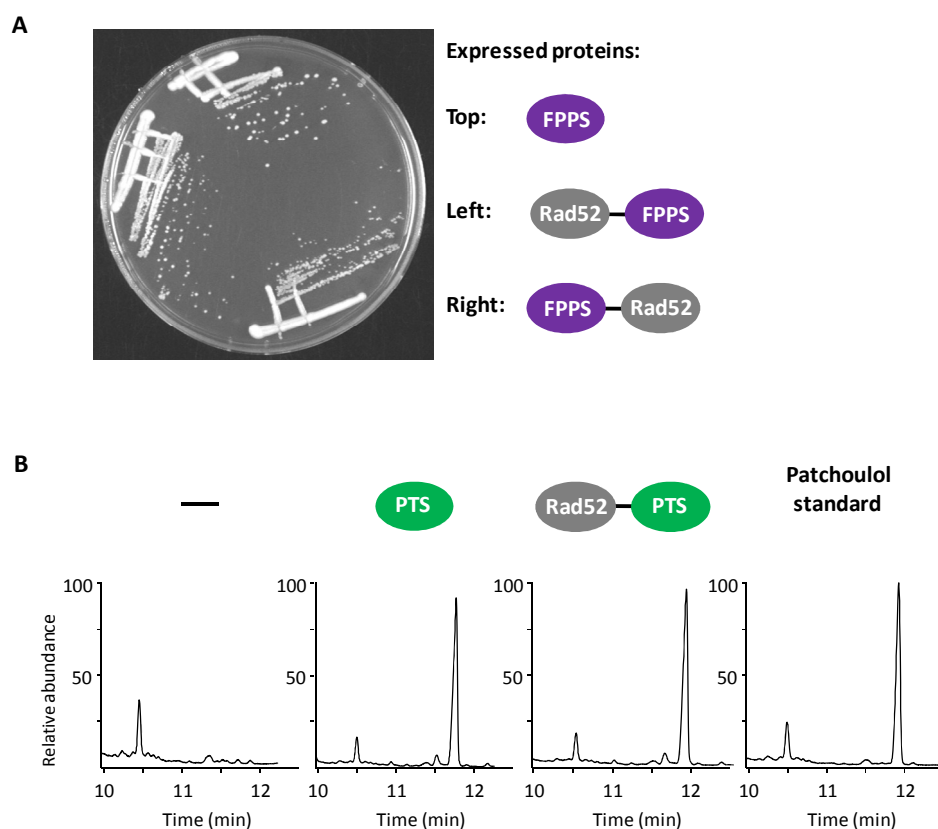 A
Expressed proteins:
Top: FPPS
Left: Rad52 FPPS
Right: FPPS Rad52
B
PTS
Rad52 PTS
Patchoulol
standard
Relative abundance
100
50
10 11 12
Time (min)
100
50
10 11 12
Time (min)
100
50
10 11 12
Time (min)
100
50
10 11 12
Time (min)